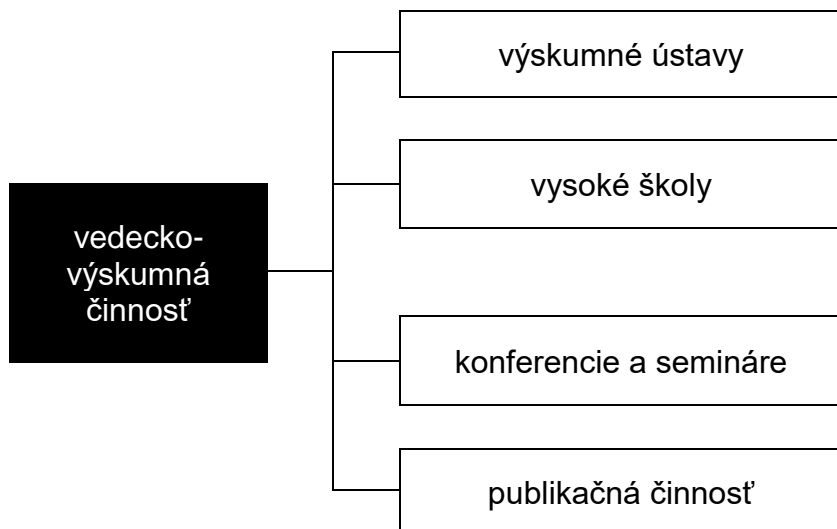 výskumné ústavy
vysoké školy
vedecko-
výskumná
činnosť
konferencie a semináre
publikačná činnosť